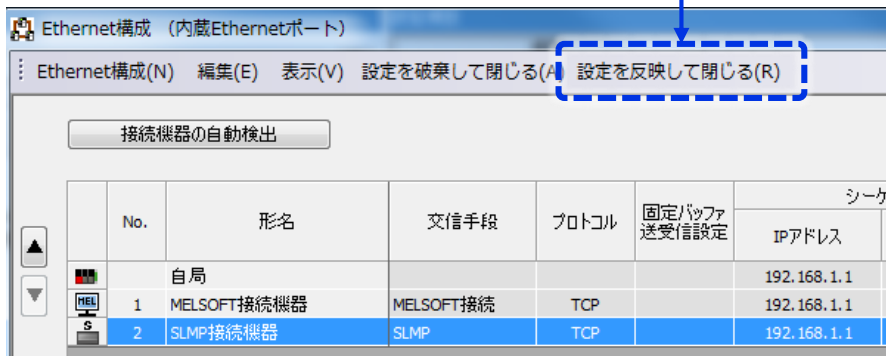 Ethernet構成 (内蔵Ethernetポート)
Ethernet構成(N) 編集(E) 表示(V) 設定を破棄して閉じる(A) 設定を反映して閉じる(R)
接続機器の自動検出
シーケ
No. 形名 交信手段 プロトコル 固定バッファ
送受信設定 IPアドレス
自局 192.168.1.1
MEL 1 MELSOFT接続機器 MELSOFT接続 TCP 192.168.1.1
S 2 SLMP接続機器 SLMP TCP 192.168.1.1